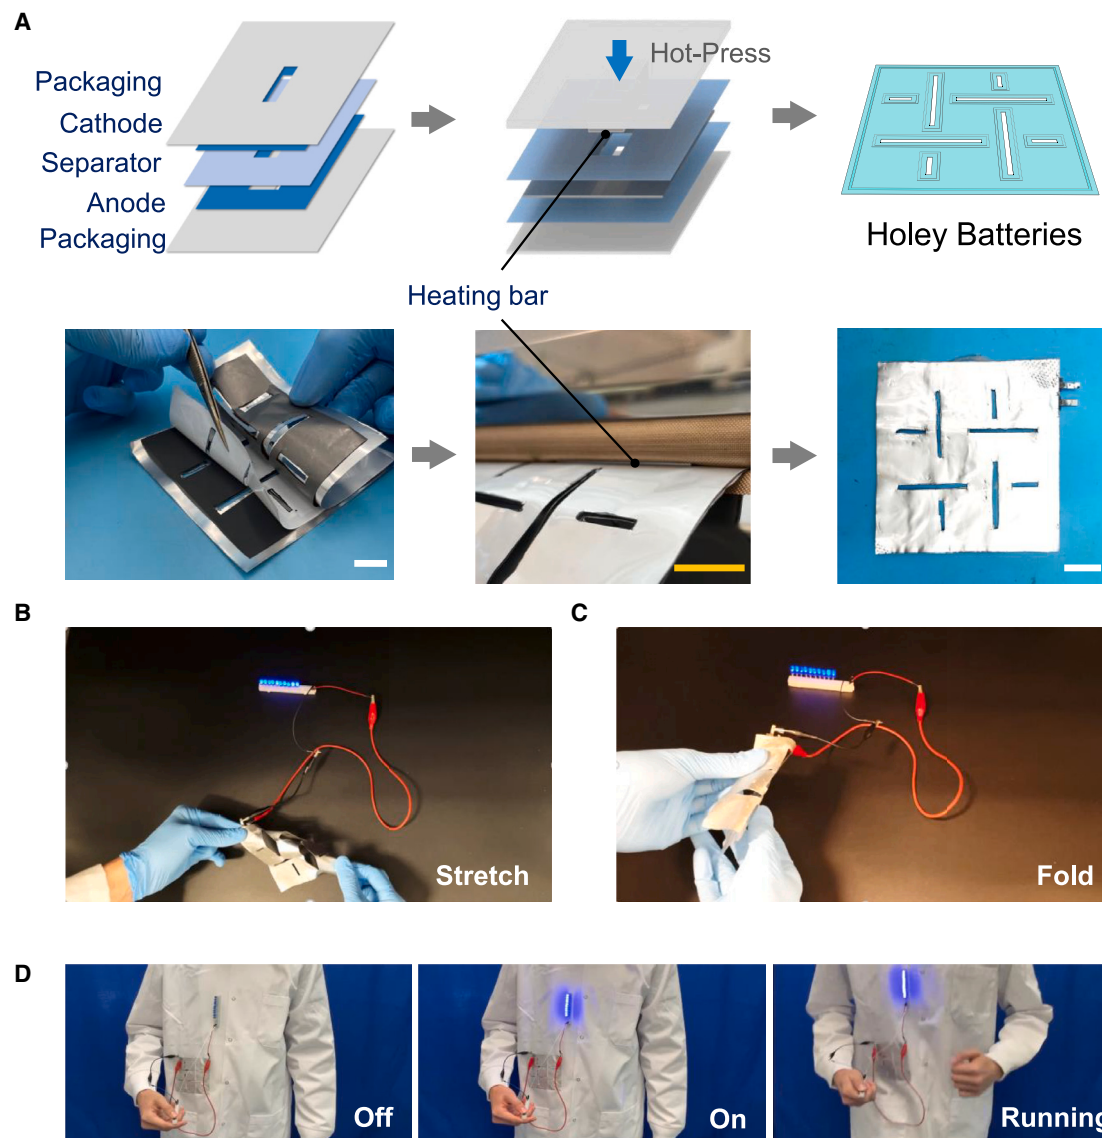 A
Packaging
Cathode
Separator
Anode
Packaging
Hot-Press
Holey Batteries
Heating bar
B
C
Stretch
Fold
D
Off
On
Running